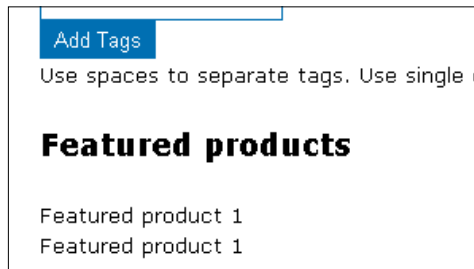 Add Tags
Use spaces to separate tags. Use single
Featured products
Featured product 1
Featured product 1